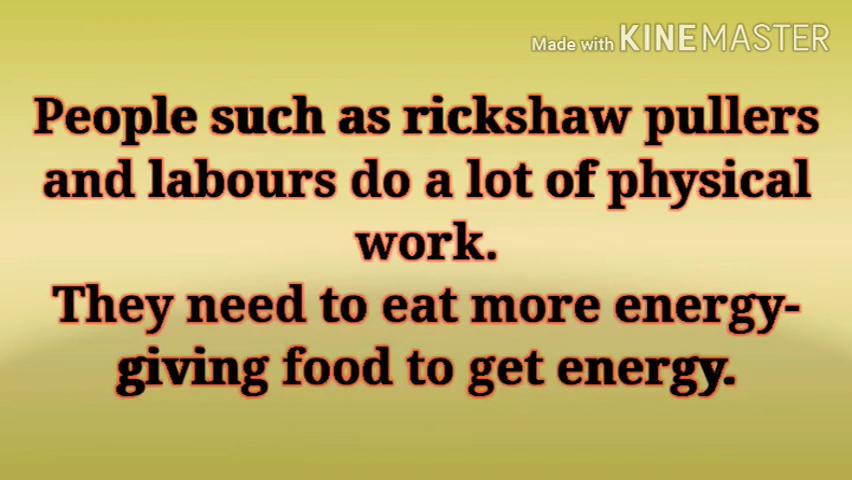 Made with KINEMASTER
People such as rickshaw pullers
and labours do a lot of physical
work.
They need to eat more energy-
giving food to get energy.